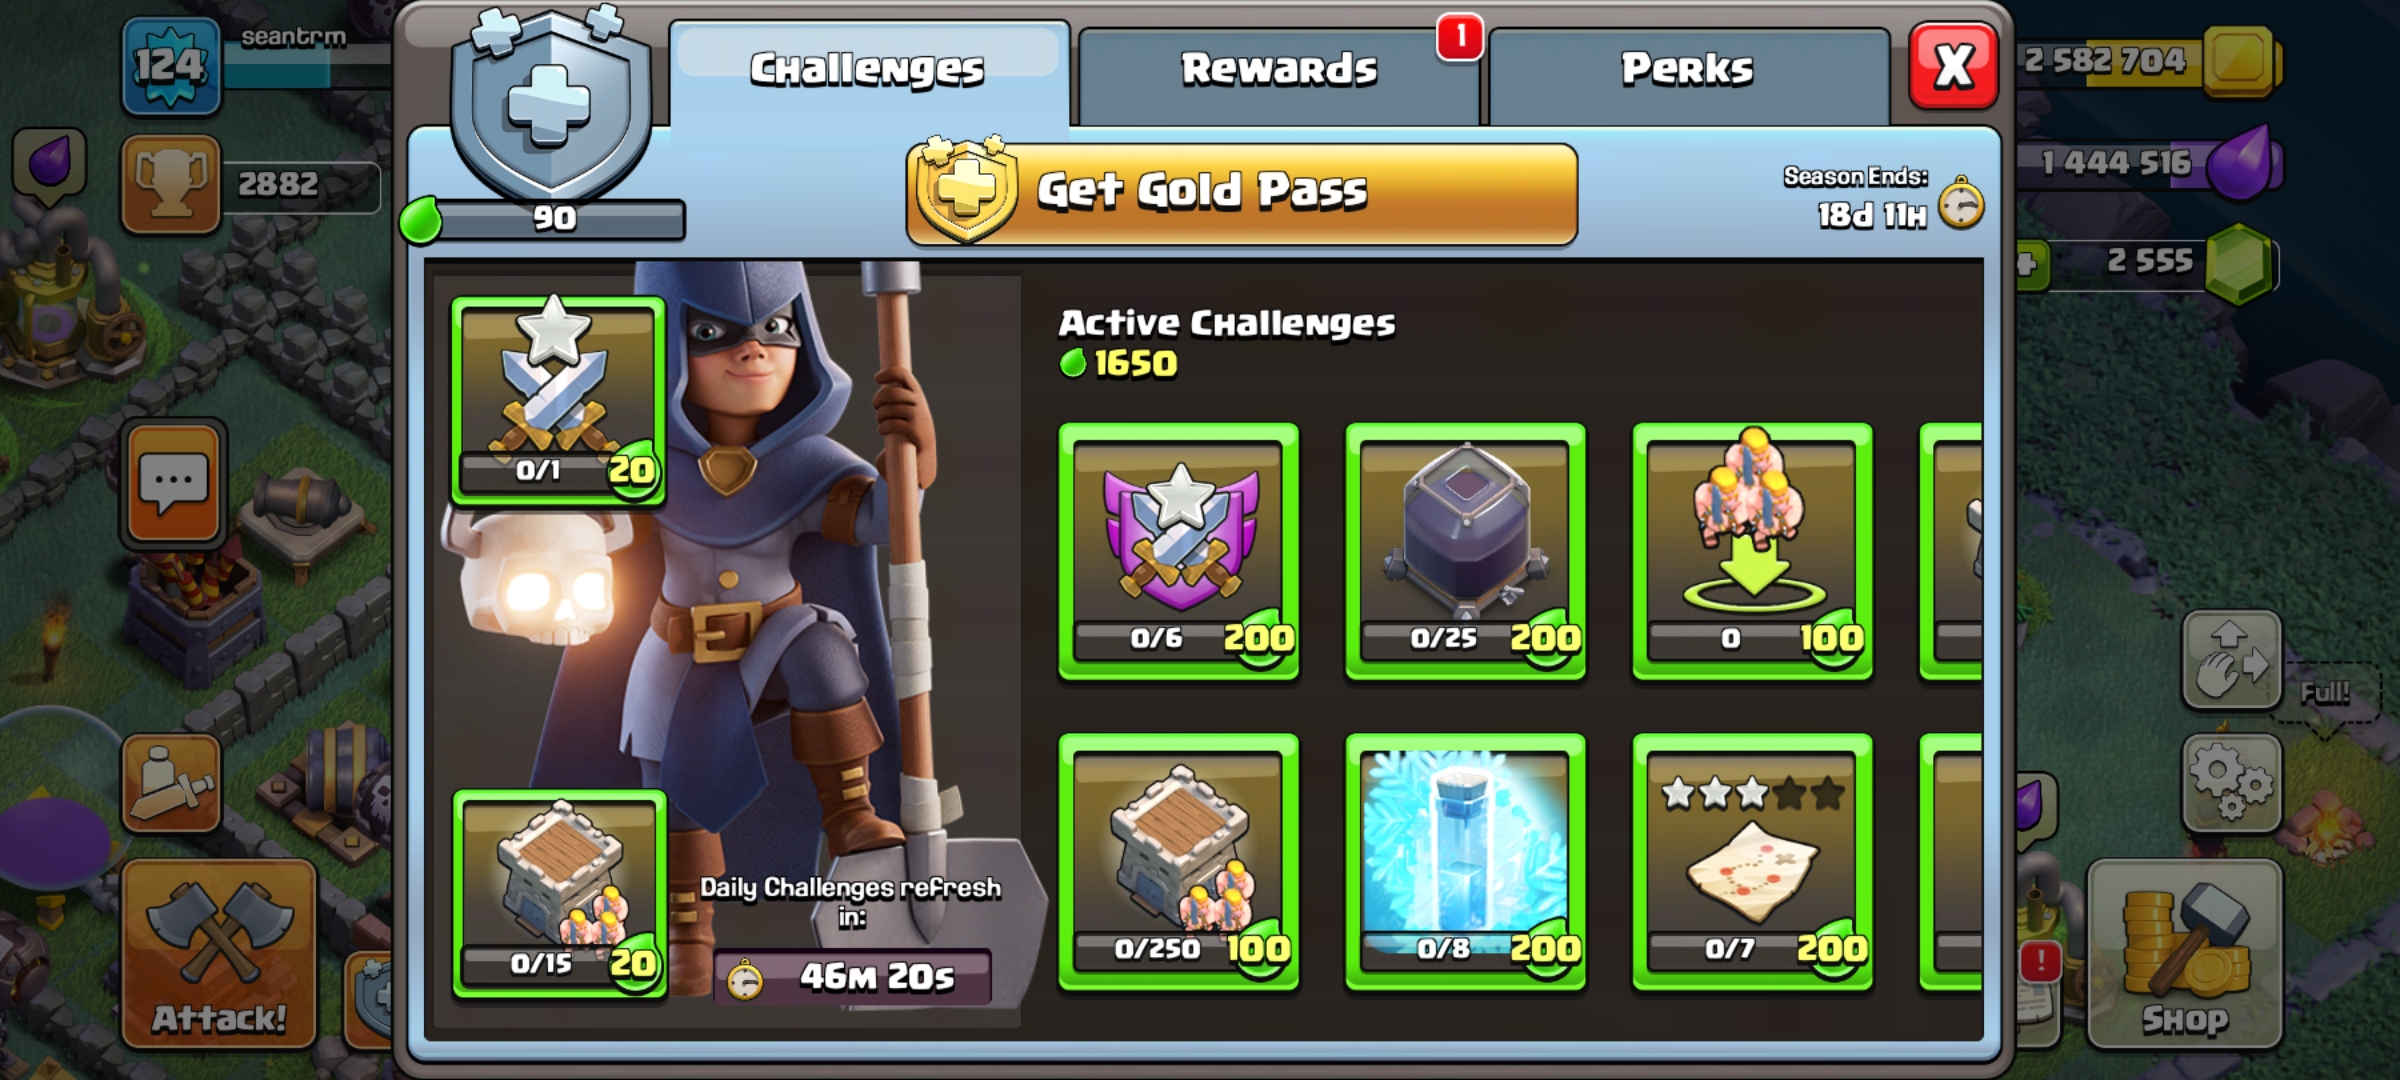 124
seantrm
2882
Challenges
Rewards
1
Perks
X
90
Get Gold Pass
Season Ends:
18d 11H
2 582 704
1 444 516
2 555
Active Challenges
1650
0/1
20
0/15
20
Daily Challenges refresh
in:
46M 20s
0/6
200
0/25
200
0
100
0/250
100
0/8
200
0/7
200
Attack!
Full!
!
Shop